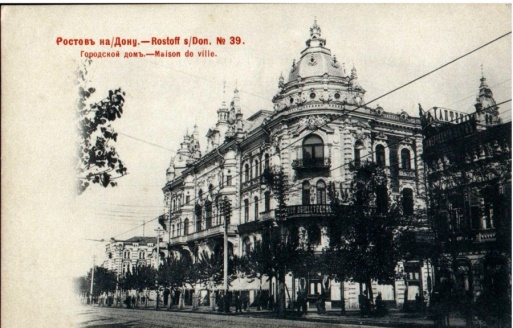 Ростовъ на/Дону.—Rostoff s/Don. № 39.
Городской домъ.—Maison de ville.